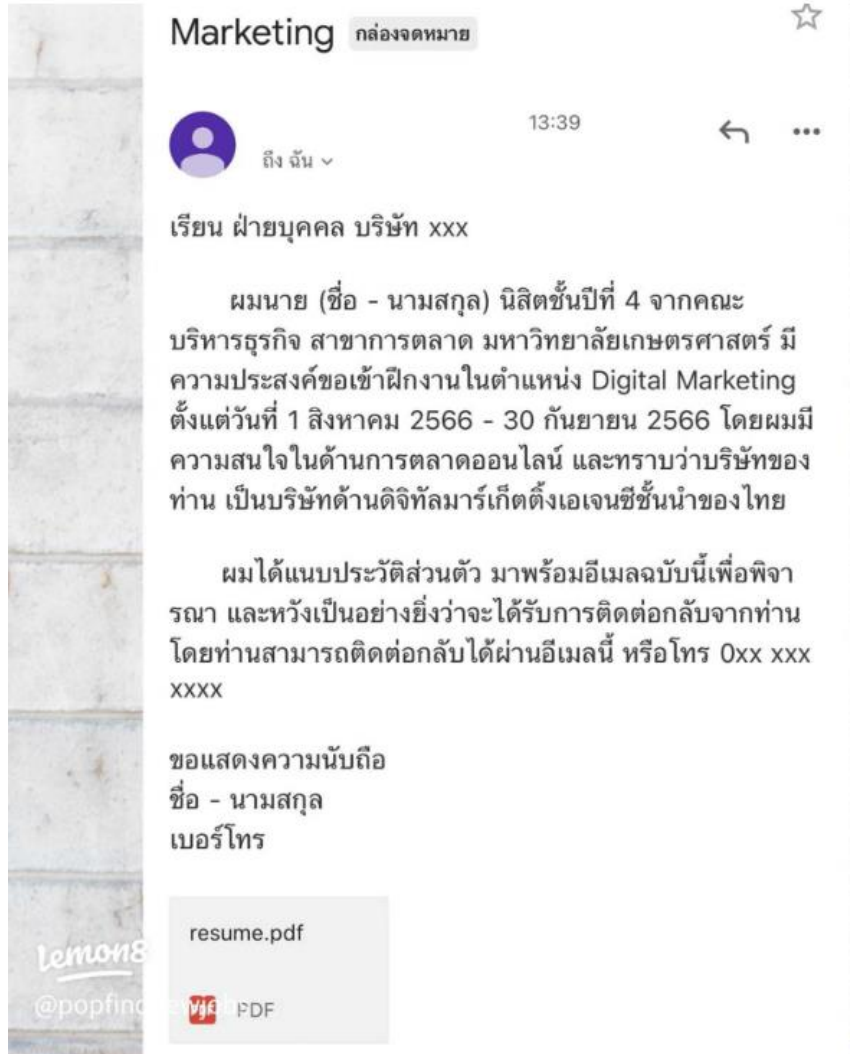 Marketing กล่องจดหมาย
13:39
ถึง ฉัน
เรียน ฝ่ายบุคคล บริษัท xxx
ผมนาย (ชื่อ - นามสกุล) นิสิตชั้นปีที่ 4 จากคณะ
บริหารธุรกิจ สาขาการตลาด มหาวิทยาลัยเกษตรศาสตร์ มี
ความประสงค์ขอเข้าฝึกงานในตำแหน่ง Digital Marketing
ตั้งแต่วันที่ 1 สิงหาคม 2566 - 30 กันยายน 2566 โดยผมมี
ความสนใจในด้านการตลาดออนไลน์ และทราบว่าบริษัทของ
ท่าน เป็นบริษัทด้านดิจิทัลมาร์เก็ตติ้งเอเจนซีชั้นนำของไทย
ผมได้แนบประวัติส่วนตัว มาพร้อมอีเมลฉบับนี้เพื่อพิจา
รณา และหวังเป็นอย่างยิ่งว่าจะได้รับการติดต่อกลับจากท่าน
โดยท่านสามารถติดต่อกลับได้ผ่านอีเมลนี้ หรือโทร 0xx xxx
xxxx
ขอแสดงความนับถือ
ชื่อ - นามสกุล
เบอร์โทร
resume.pdf
Lemon8
PDF